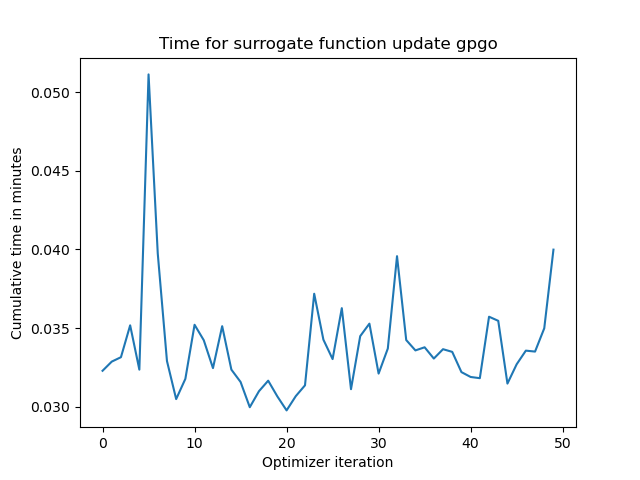 Time for surrogate function update gpgo
Cumulative time in minutes
0.050
0.045
0.040
0.035
0.030
0 10 20 30 40 50
Optimizer iteration